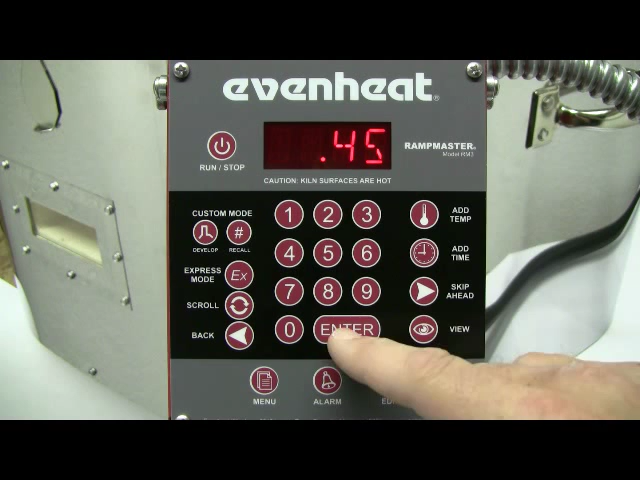 evenheat®
.45
RAMPMASTER®
Model RM3
RUN / STOP
CAUTION: KILN SURFACES ARE HOT
CUSTOM MODE
DEVELOP
#
RECALL
EXPRESS MODE
Ex
SCROLL
BACK
1 2 3
4 5 6
7 8 9
0 ENTER
ADD TEMP
ADD TIME
SKIP AHEAD
VIEW
MENU
ALARM